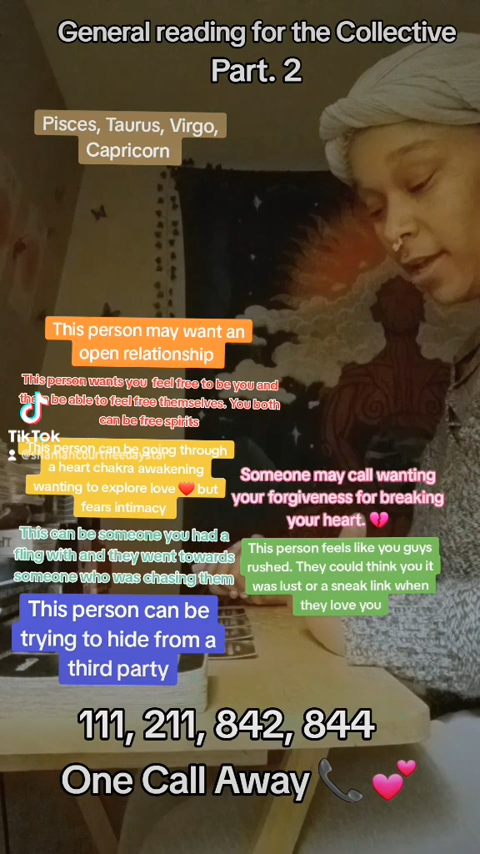 General reading for the Collective
Part. 2
Pisces, Taurus, Virgo,
Capricorn
This person may want an
open relationship
This person wants you feel free to be you and
be able to feel free themselves. You both
can be free spirits
TikTok
This person can be going through
a heart chakra awakening
wanting to explore love ❤️ but
fears intimacy
Someone may call wanting
your forgiveness for breaking
your heart. 💔
This can be someone you had a
fling with and they went towards
someone who was chasing them
This person feels like you guys
rushed. They could think you it
was lust or a sneak link when
they love you
This person can be
trying to hide from a
third party
111, 211, 842, 844
One Call Away 📞 💕